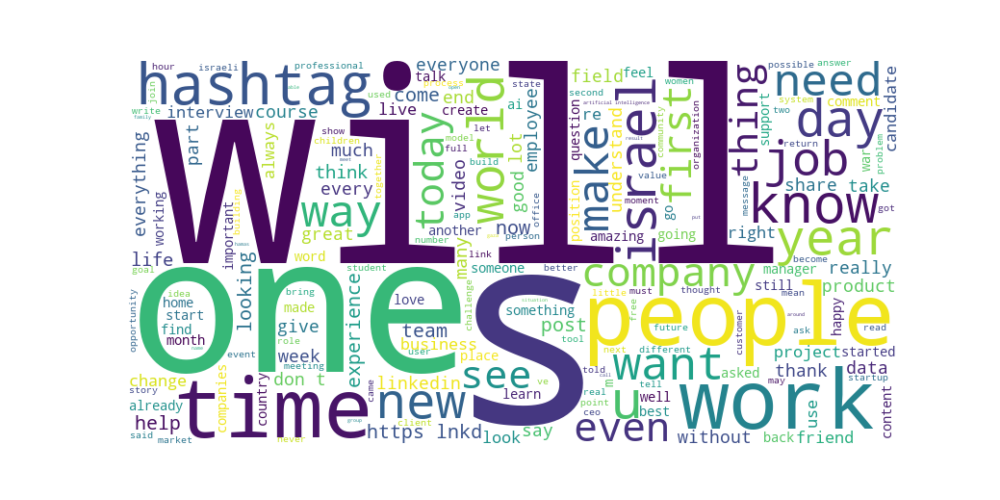 will
s
one
people
work
time
hashtag
need
day
job
know
year
company
want
new
see
even
u
way
today
world
make
israel
first
thing
everyone
talk
come
end
live
create
interview
course
part
always
everything
working
important
life
goal
looking
much
think
every
great
word
show
children
together
video
another
now
number
app
model
full
build
let
good lot
ai
employee
state
second
field
feel
re
question
understand
position
amazing
going
go
value
moment
community
women
organization
support
right
message
share
take
comment
system
two
return
war
problem
got
candidate
possible
answer
hour
israeli
professional
join
write
family
used
process
open
artificial intelligence
result
office
person
link
someone
better
many
challenge
manager
become
really
product
still
mean
thought
must
free
little
customer
around
ask
happy
read
future
different
next
tool
post
something
situation
love
team
business
user
place
experience
student
bring
made
idea
home
start
find
month
opportunity
give
week
role
event
meeting
don t
change
story
already
help
said
market
companies
country
never
linkedin
came
client
group
https lnkd
look
learn
ve
say
told
call
real
point
ceo
m
tell
well
best
asked
may
without
back
friend
thank
project
started
data
startup
use
content
put
building